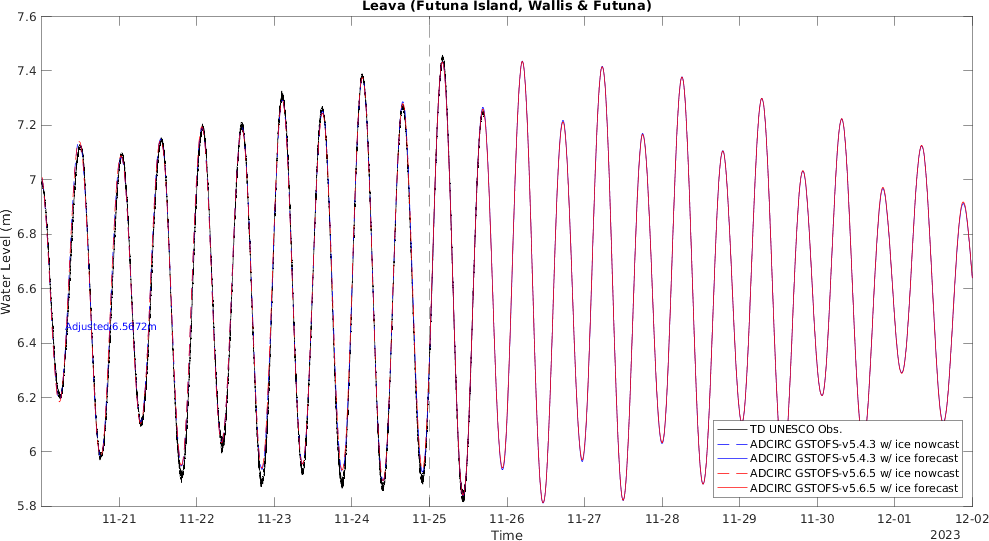 Leava (Futuna Island, Wallis & Futuna)
7.6
7.4
7.2
7
6.8
6.6
6.4
6.2
6
5.8
Water Level (m)
Adjusted 6.5672m
TD UNESCO Obs.
ADCIRC GSTOFS-v5.4.3 w/ ice nowcast
ADCIRC GSTOFS-v5.4.3 w/ ice forecast
ADCIRC GSTOFS-v5.6.5 w/ ice nowcast
ADCIRC GSTOFS-v5.6.5 w/ ice forecast
11-21 11-22 11-23 11-24 11-25 11-26 11-27 11-28 11-29 11-30 12-01 12-02
Time
2023